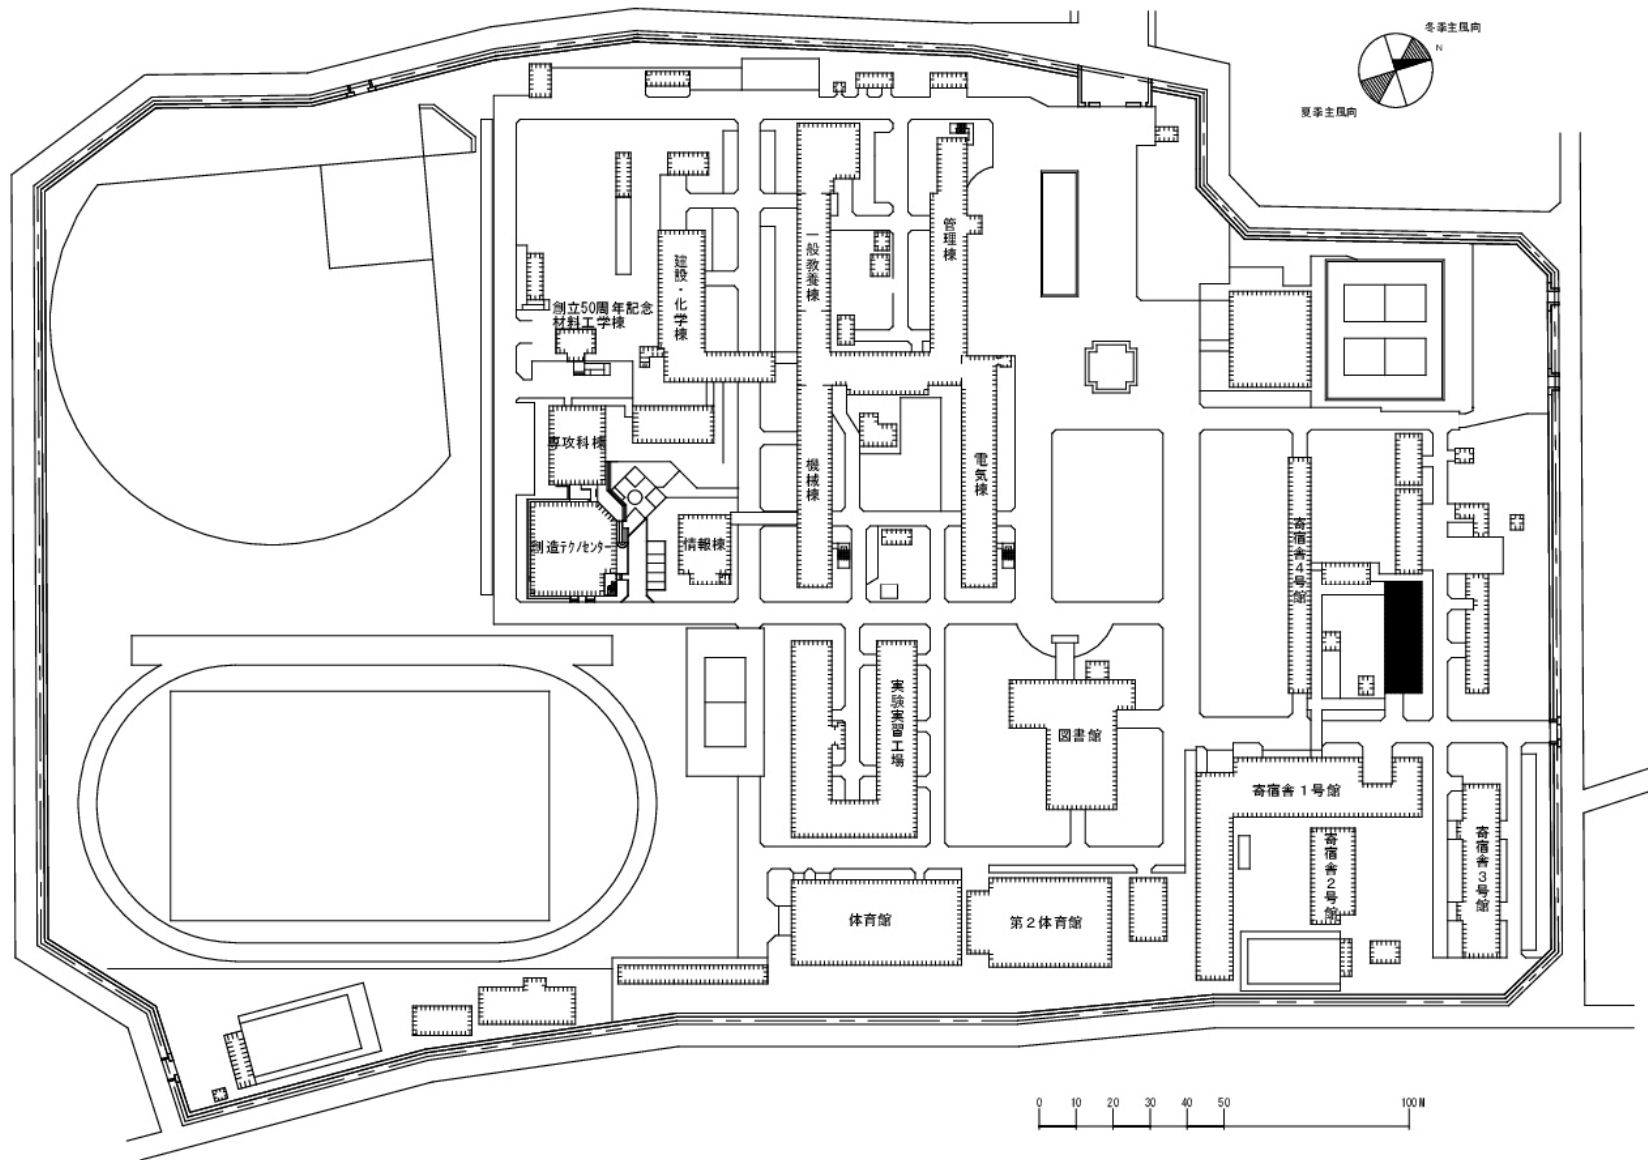 冬季主風向
N
夏季主風向
管理棟
一般教養棟
建設・化学棟
創立50周年記念
材料工学棟
専攻科棟
機械棟
電気棟
創造テクノセンター
情報棟
寄宿舎4号館
実験実習工場
図書館
寄宿舎1号館
寄宿舎2号館
寄宿舎3号館
体育館
第2体育館
0 10 20 30 40 50 100M